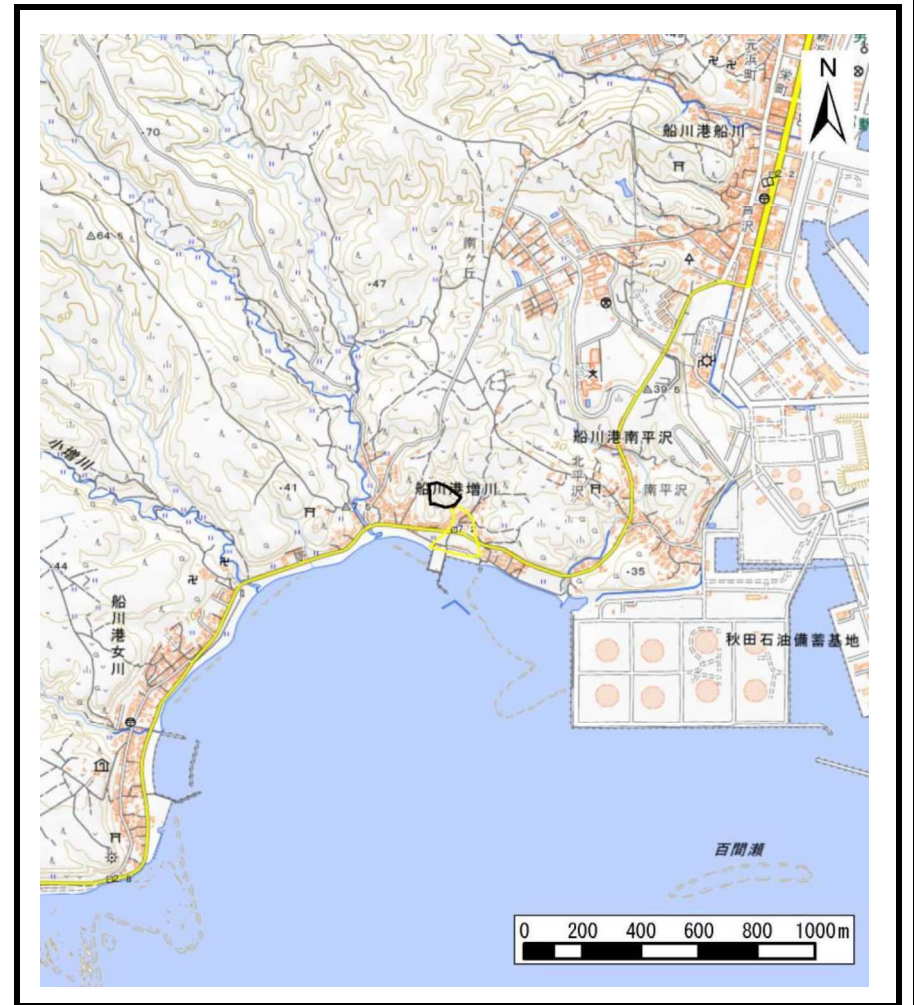 元浜町
栄町
N
・70
船川港船川
芦沢
△64.5
南ヶ丘
・47
△39.5
船川港南平沢
小増川
北平沢
南平沢
船川港増川
・41
・44
・35
船川港女川
秋田石油備蓄基地
百間瀬
0 200 400 600 800 1000m